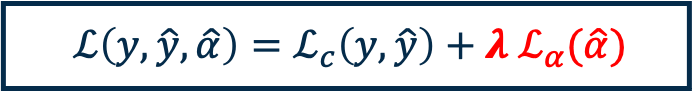 ℒ(y, ŷ, α̂) = ℒ_c(y, ŷ) + λ ℒ_α(α̂)